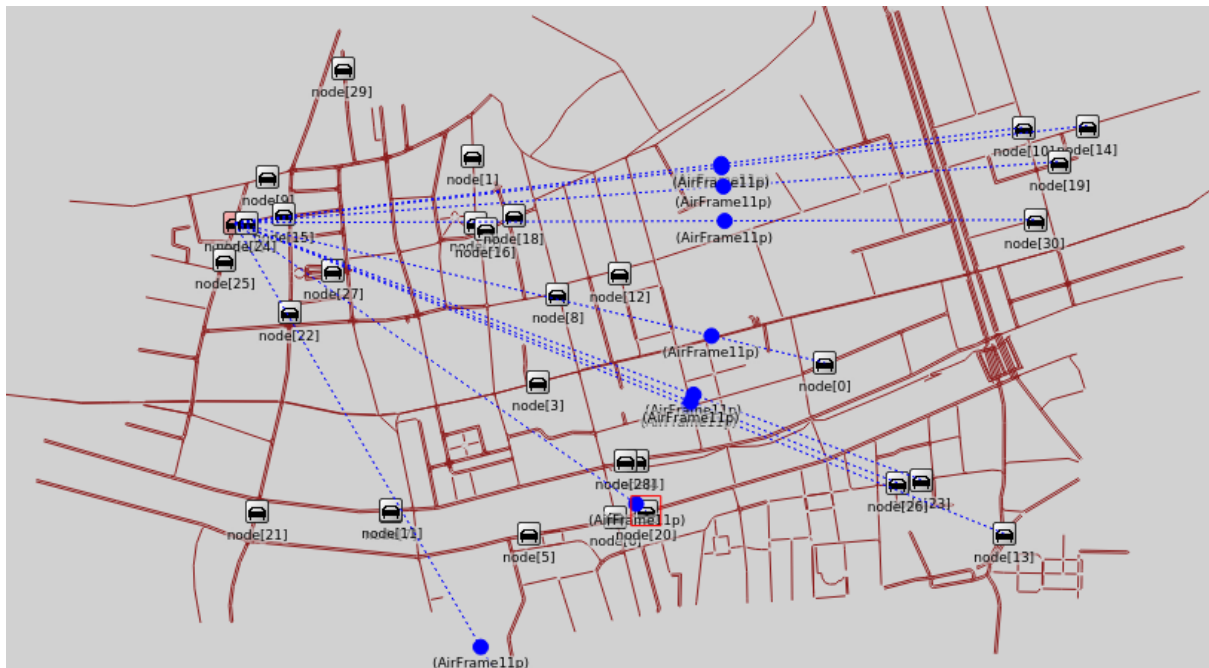 node[29]
node[10]
node[14]
node[1]
(AirFrame11p)
node[19]
node[9]
(AirFrame11p)
node[15]
node[18]
(AirFrame11p)
node[24]
node[16]
node[30]
node[25]
node[27]
node[12]
node[8]
node[22]
(AirFrame11p)
node[0]
node[3]
(AirFrame11p)
(AirFrame11p)
node[28]
node[26]
node[11]
(AirFrame11p)
node[21]
node[5]
node[20]
node[13]
(AirFrame11p)